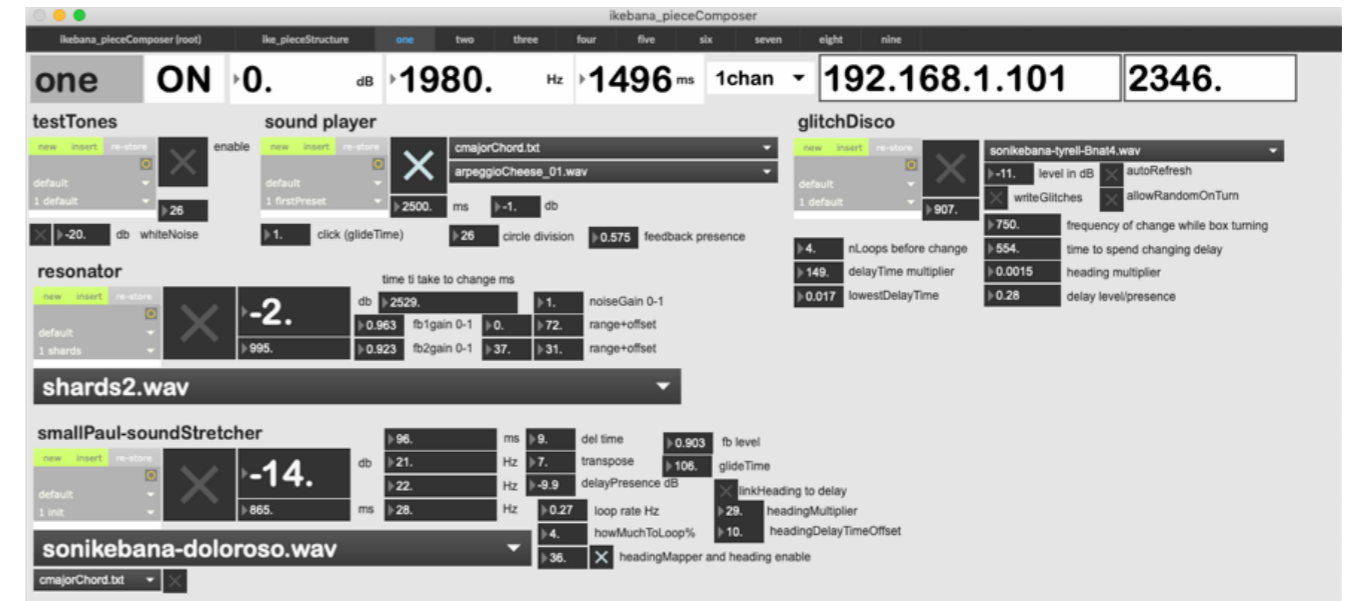 ikebana_pieceComposer
Ikebana_pieceComposer (root) ike_pieceStructure one two three four five six seven eight nine
one ON 0. dB 1980. Hz 1496 ms 1chan 192.168.1.101 2346.
testTones sound player glitchDisco
new insert re-store enable new insert re-store cmajorChord.txt new insert re-store sonikebana-tyrell-Bnat4.wav
arpeggioCheese_01.wav -11. level in dB autoRefresh
default default default
1 default 26 1 firstPreset 2500. ms -1. db 1 default 907. writeGlitches allowRandomOnTurn
750. frequency of change while box turning
-20. db whiteNoise 1. click (glideTime) 26 circle division 0.575 feedback presence
4. nLoops before change 554. time to spend changing delay
resonator 149. delayTime multiplier 0.0015 heading multiplier
time ti take to change ms
new insert re-store -2. db 2529. 1. noiseGain 0-1 0.017 lowestDelayTime 0.28 delay level/presence
default 0.963 fb1gain 0-1 0. 72. range+offset
1 shards 995. 0.923 fb2gain 0-1 37. 31. range+offset
shards2.wav
smallPaul-soundStretcher
96. ms 9. del time 0.903 fb level
new insert re-store -14. db 21. Hz 7. transpose 106. glideTime
default 22. Hz -9.9 delayPresence dB linkHeading to delay
1 init 865. ms 28. Hz 0.27 loop rate Hz 29. headingMultiplier
4. howMuchToLoop% 10. headingDelayTimeOffset
sonikebana-doloroso.wav 36. headingMapper and heading enable
cmajorChord.txt